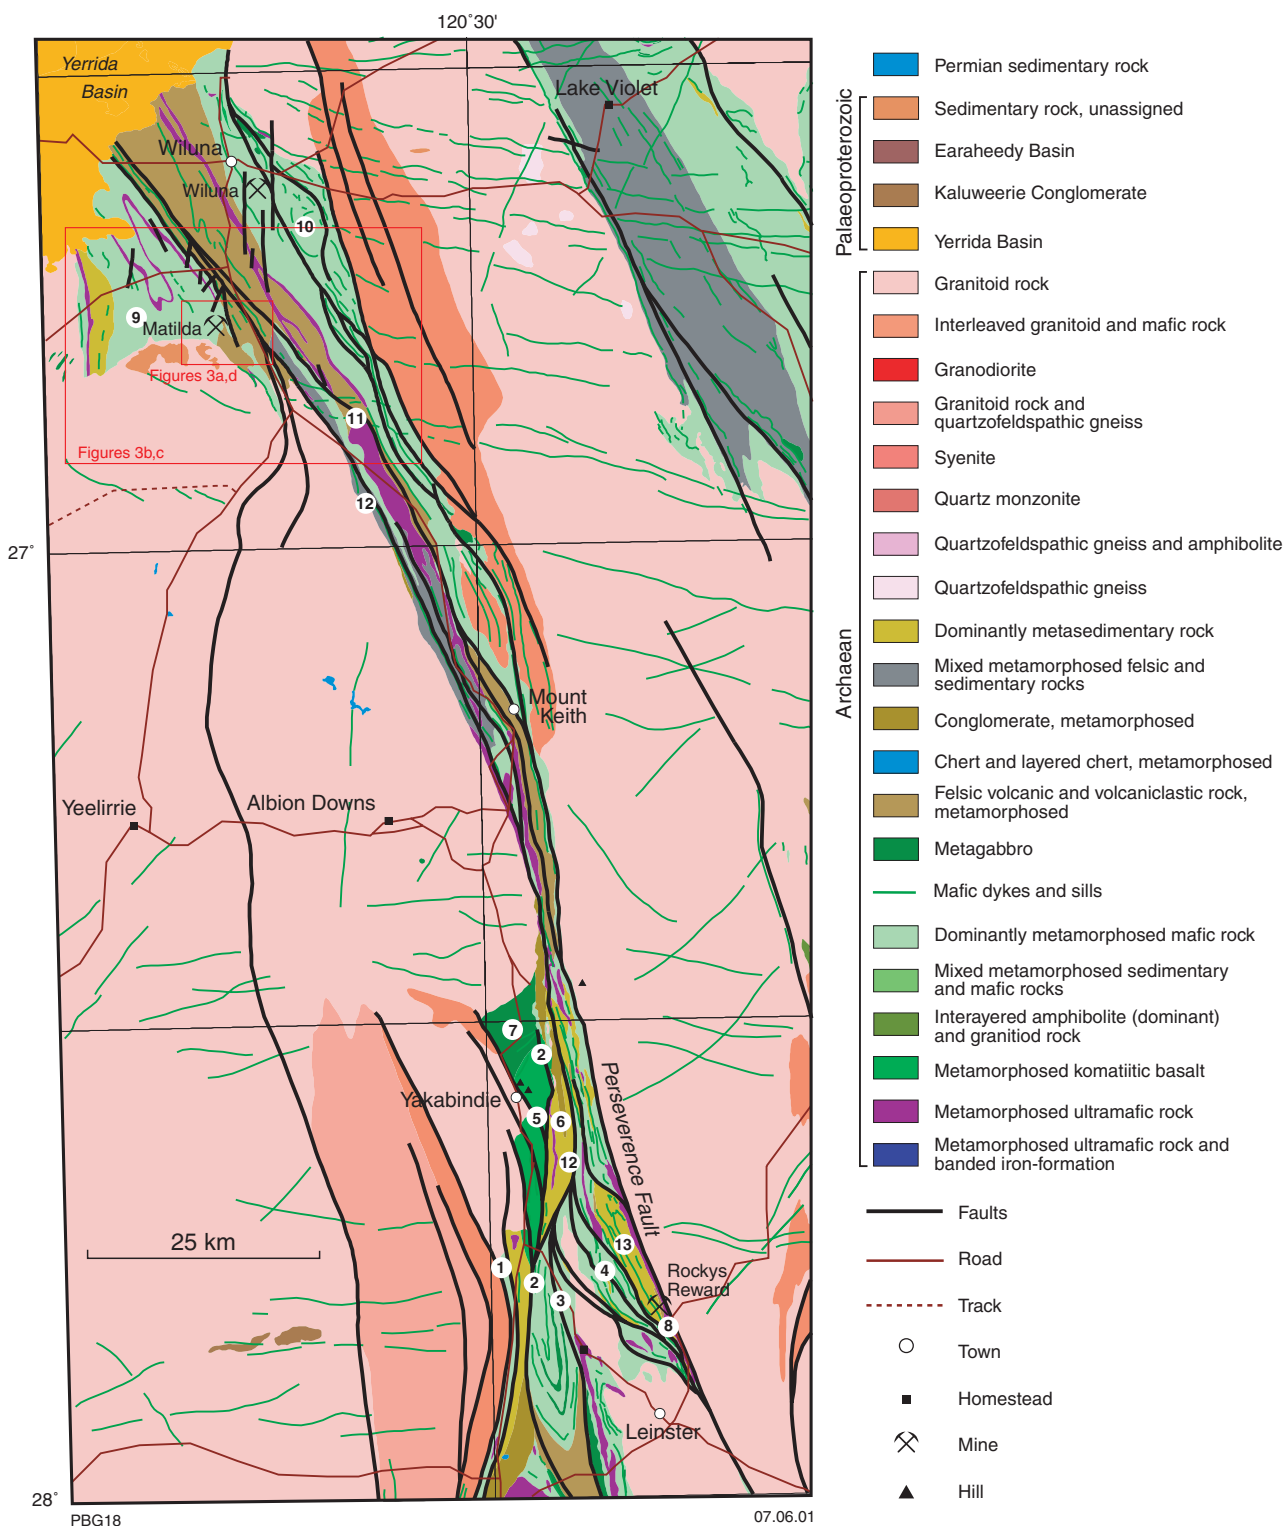 120°30'
Yerrida
Basin
Lake Violet
Wiluna
Wiluna
10
9
Matilda
Figures 3a,d
11
Figures 3b,c
12
27°
Mount
Keith
Yeelirrie
Albion Downs
7
2
Yakabindie
5
6
12
Perseverence Fault
25 km
13
1
2
4
3
Rockys
Reward
8
Leinster
28°
PBG18
07.06.01
Permian sedimentary rock
Palaeoproterozoic
Sedimentary rock, unassigned
Earaheedy Basin
Kaluweerie Conglomerate
Yerrida Basin
Archaean
Granitoid rock
Interleaved granitoid and mafic rock
Granodiorite
Granitoid rock and
quartzofeldspathic gneiss
Syenite
Quartz monzonite
Quartzofeldspathic gneiss and amphibolite
Quartzofeldspathic gneiss
Dominantly metasedimentary rock
Mixed metamorphosed felsic and
sedimentary rocks
Conglomerate, metamorphosed
Chert and layered chert, metamorphosed
Felsic volcanic and volcaniclastic rock,
metamorphosed
Metagabbro
Mafic dykes and sills
Dominantly metamorphosed mafic rock
Mixed metamorphosed sedimentary
and mafic rocks
Interayered amphibolite (dominant)
and granitiod rock
Metamorphosed komatiitic basalt
Metamorphosed ultramafic rock
Metamorphosed ultramafic rock and
banded iron-formation
Faults
Road
Track
Town
Homestead
Mine
Hill